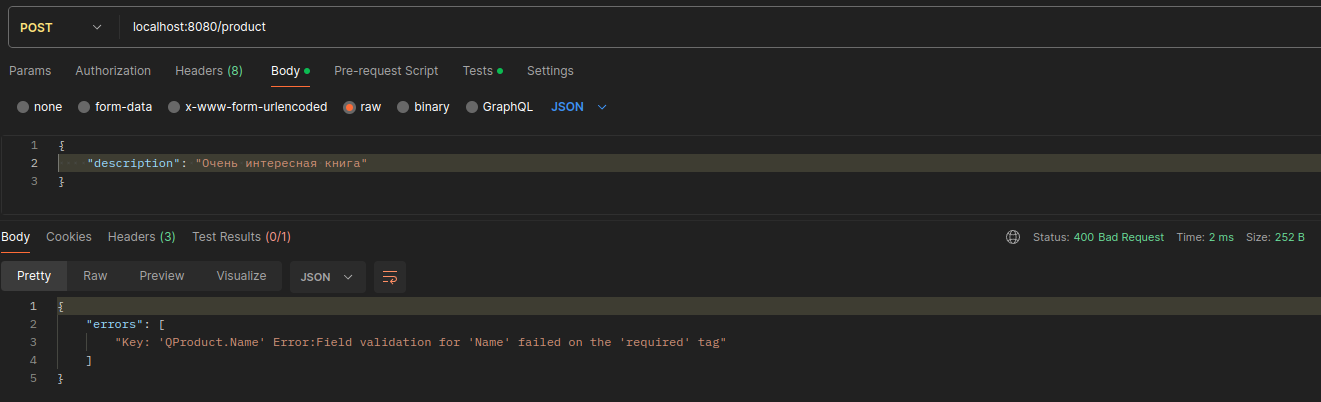 POST localhost:8080/product
Params Authorization Headers (8) Body Pre-request Script Tests Settings
none form-data x-www-form-urlencoded raw binary GraphQL JSON
1 {
2 "description": "Очень интересная книга"
3 }
Body Cookies Headers (3) Test Results (0/1) Status: 400 Bad Request Time: 2 ms Size: 252 B
Pretty Raw Preview Visualize JSON
1 {
2 "errors": [
3 "Key: 'QProduct.Name' Error:Field validation for 'Name' failed on the 'required' tag"
4 ]
5 }